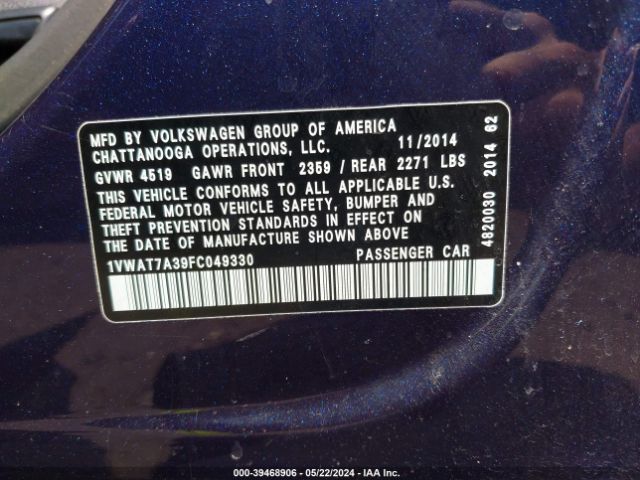 MFD BY VOLKSWAGEN GROUP OF AMERICA
CHATTANOOGA OPERATIONS, LLC. 11/2014
GVWR 4519 GAWR FRONT 2359 / REAR 2271 LBS
THIS VEHICLE CONFORMS TO ALL APPLICABLE U.S.
FEDERAL MOTOR VEHICLE SAFETY, BUMPER AND
THEFT PREVENTION STANDARDS IN EFFECT ON
THE DATE OF MANUFACTURE SHOWN ABOVE
1VWAT7A39FC049330 PASSENGER CAR
4820030 2014 62
000-39468906 - 05/22/2024 - IAA Inc.